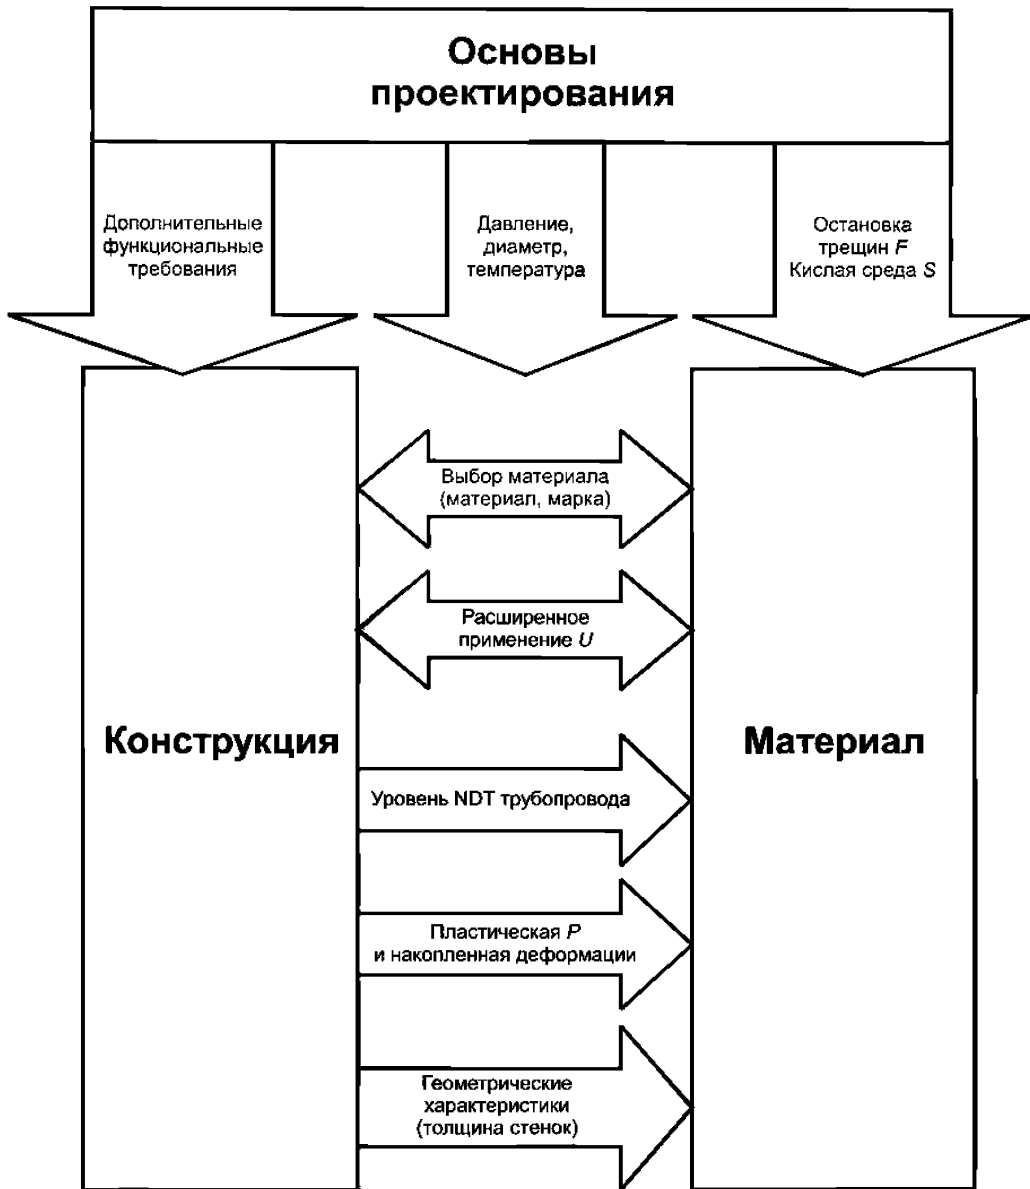 Основы
проектирования
Дополнительные
функциональные
требования
Давление,
диаметр,
температура
Остановка
трещин F
Кислая среда S
Выбор материала
(материал, марка)
Расширенное
применение U
Конструкция
Материал
Уровень NDT трубопровода
Пластическая P
и накопленная деформации
Геометрические
характеристики
(толщина стенок)